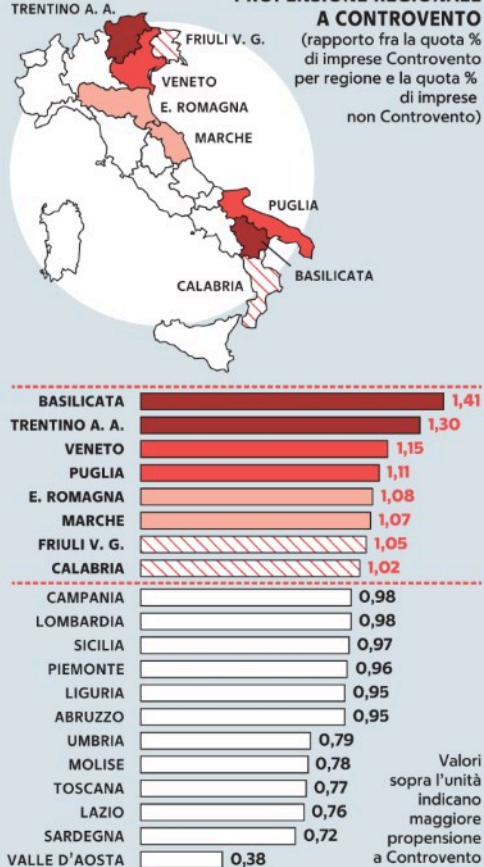 A CONTROVENTO
(rapporto fra la quota %
di imprese Controvento
per regione e la quota %
di imprese
non Controvento)
TRENTINO A. A.
FRIULI V. G.
VENETO
E. ROMAGNA
MARCHE
PUGLIA
BASILICATA
CALABRIA
BASILICATA 1,41
TRENTINO A. A. 1,30
VENETO 1,15
PUGLIA 1,11
E. ROMAGNA 1,08
MARCHE 1,07
FRIULI V. G. 1,05
CALABRIA 1,02
CAMPANIA 0,98
LOMBARDIA 0,98
SICILIA 0,97
PIEMONTE 0,96
LIGURIA 0,95
ABRUZZO 0,95
UMBRIA 0,79
MOLISE 0,78
TOSCANA 0,77
LAZIO 0,76
SARDEGNA 0,72
VALLE D'AOSTA 0,38
Valori
sopra l'unità
indicano
maggiore
propensione
a Controvento